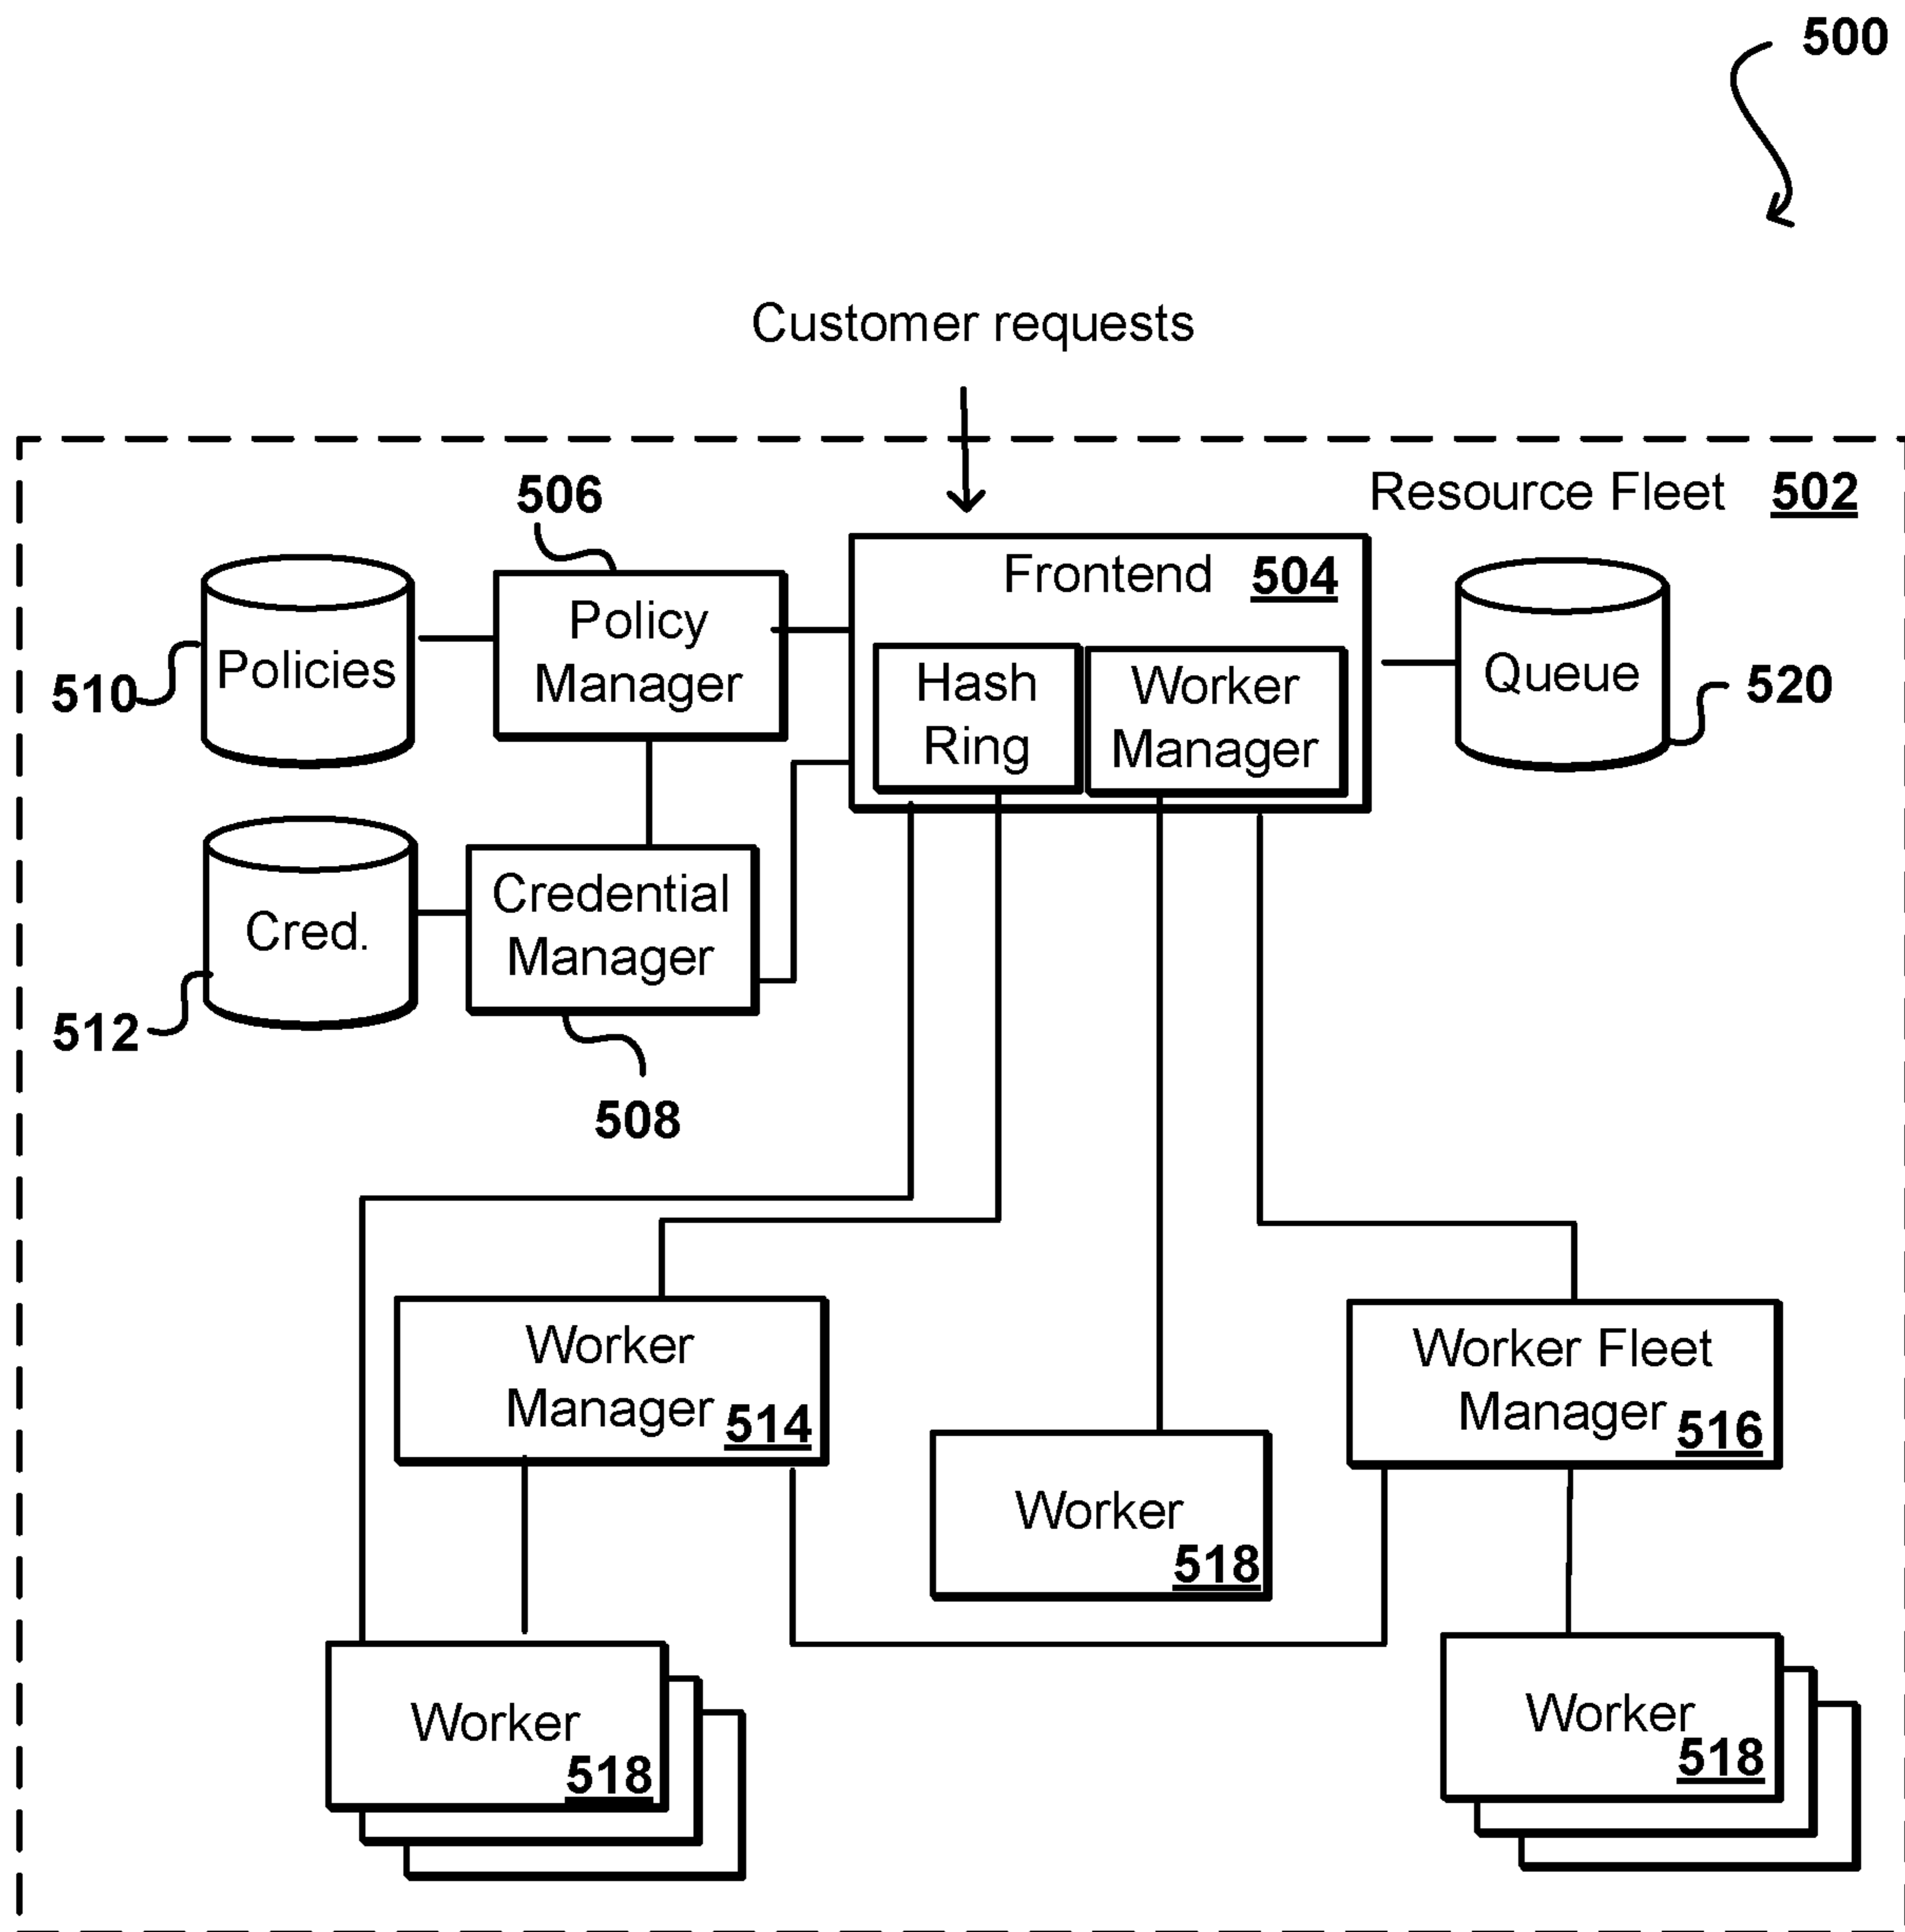 500
Customer requests
Resource Fleet 502
506
Frontend 504
Policy
Manager
Policies
510
Hash
Ring
Worker
Manager
Queue
520
Credential
Manager
Cred.
512
508
Worker
Manager 514
Worker Fleet
Manager 516
Worker
518
Worker
518
Worker
518